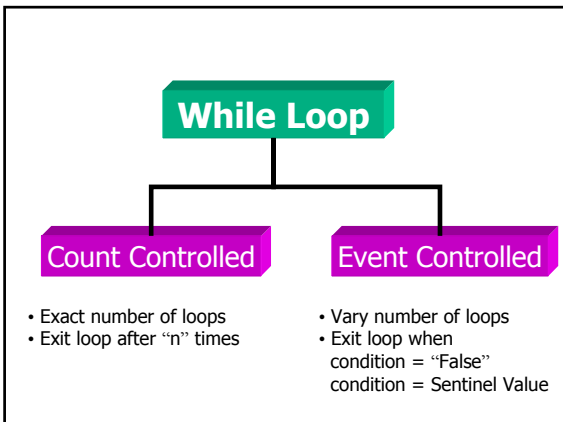 While Loop
Count Controlled
Event Controlled
• Exact number of loops
• Exit loop after “n” times
• Vary number of loops
• Exit loop when
condition = “False”
condition = Sentinel Value